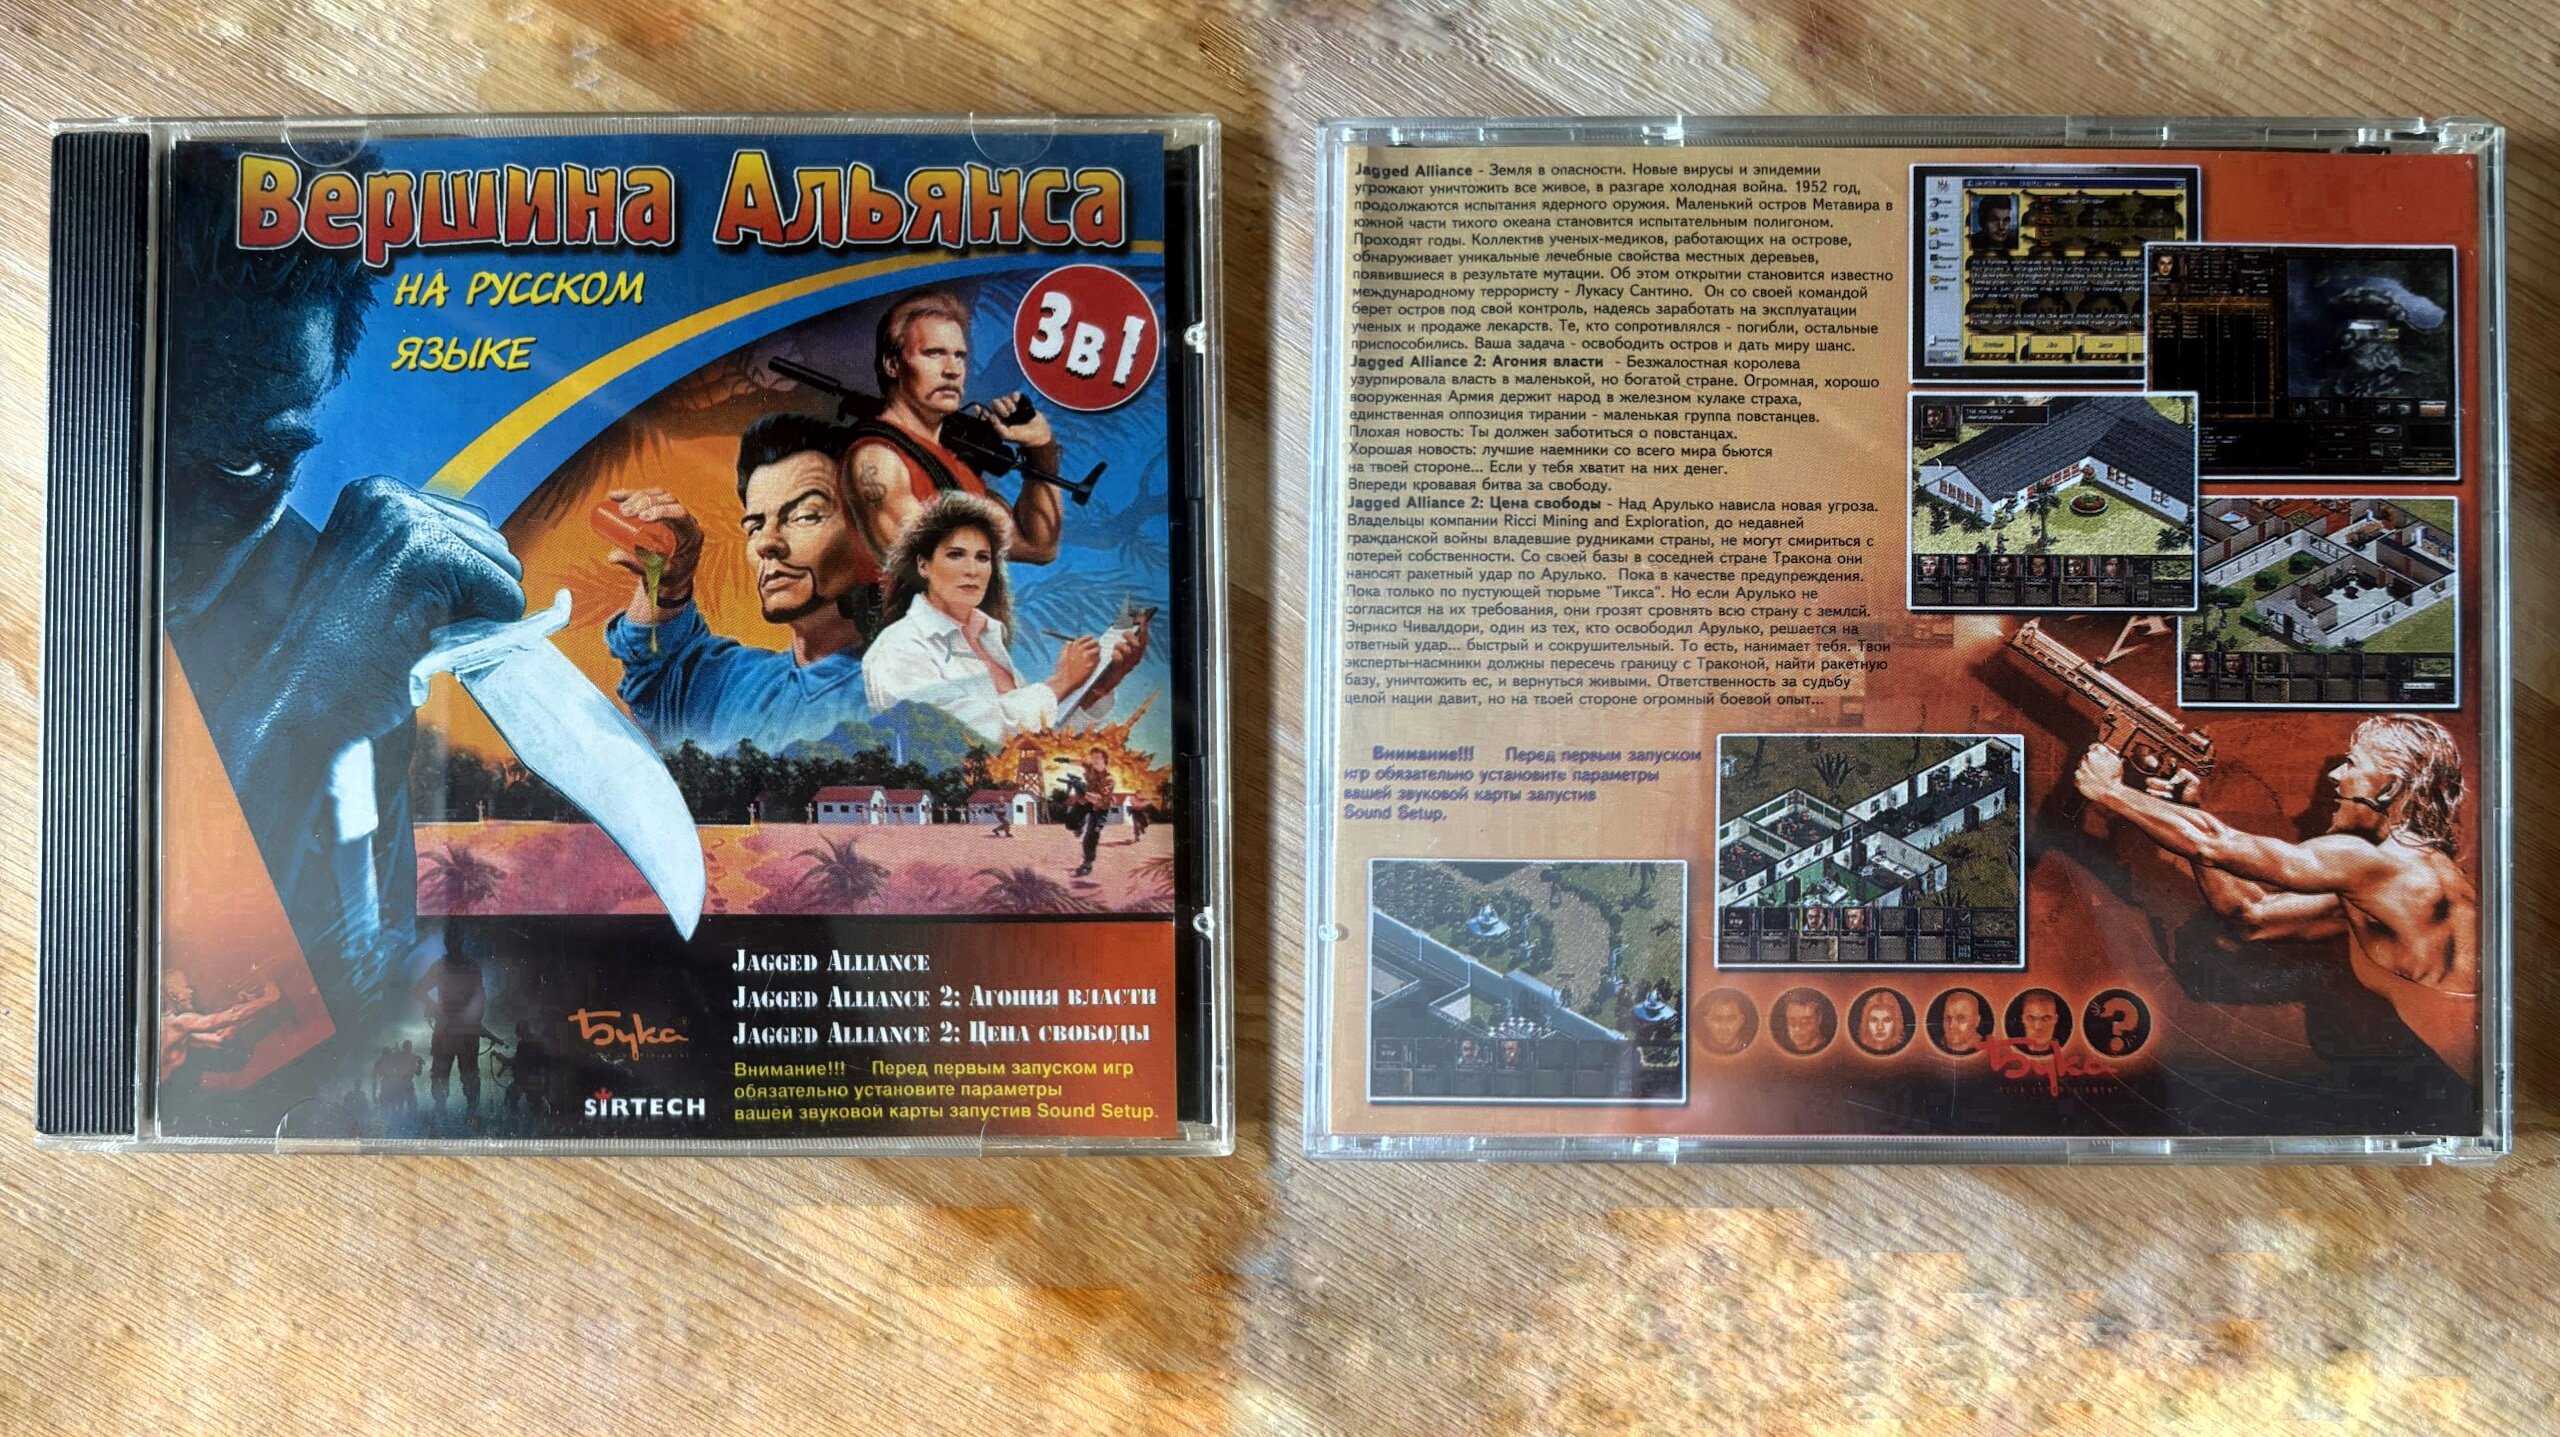 Вершина Альянса
на русском
языке
3в1
Jagged Alliance
Jagged Alliance 2: Агония власти
Jagged Alliance 2: Цена свободы
Бука
SIRTECH
Внимание!!! Перед первым запуском игр
обязательно установите параметры
вашей звуковой карты запустив Sound Setup.
Jagged Alliance - Земля в опасности. Новые вирусы и эпидемии
угрожают уничтожить все живое, в разгаре холодная война. 1952 год,
продолжаются испытания ядерного оружия. Маленький остров Метавира в
южной части тихого океана становится испытательным полигоном.
Проходят годы. Коллектив ученых-медиков, работающих на острове,
обнаруживает уникальные лечебные свойства местных деревьев,
появившиеся в результате мутации. Об этом открытии становится известно
международному террористу - Лукасу Сантино. Он со своей командой
берет остров под свой контроль, надеясь заработать на эксплуатации
ученых и продаже лекарств. Те, кто сопротивлялся - погибли, остальные
приспособились. Ваша задача - освободить остров и дать миру шанс.
Jagged Alliance 2: Агония власти - Безжалостная королева
узурпировала власть в маленькой, но богатой стране. Огромная, хорошо
вооруженная Армия держит народ в железном кулаке страха,
единственная оппозиция тирании - маленькая группа повстанцев.
Плохая новость: Ты должен заботиться о повстанцах.
Хорошая новость: лучшие наемники со всего мира бьются
на твоей стороне... Если у тебя хватит на них денег.
Впереди кровавая битва за свободу.
Jagged Alliance 2: Цена свободы - Над Арулько нависла новая угроза.
Владельцы компании Ricci Mining and Exploration, до недавней
гражданской войны владевшие рудниками страны, не могут смириться с
потерей собственности. Со своей базы в соседней стране Тракона они
наносят ракетный удар по Арулько. Пока в качестве предупреждения.
Пока только по пустующей тюрьме "Тикса". Но если Арулько не
согласится на их требования, они грозят сровнять всю страну с землей.
Энрико Чивалдори, один из тех, кто освободил Арулько, решается на
ответный удар... быстрый и сокрушительный. То есть, нанимает тебя. Твои
эксперты-насмники должны пересечь границу с Траконой, найти ракетную
базу, уничтожить ес, и вернуться живыми. Ответственность за судьбу
целой нации давит, но на твоей стороне огромный боевой опыт...
Внимание!!! Перед первым запуском
игр обязательно установите параметры
вашей звуковой карты запустив
Sound Setup.
Бука